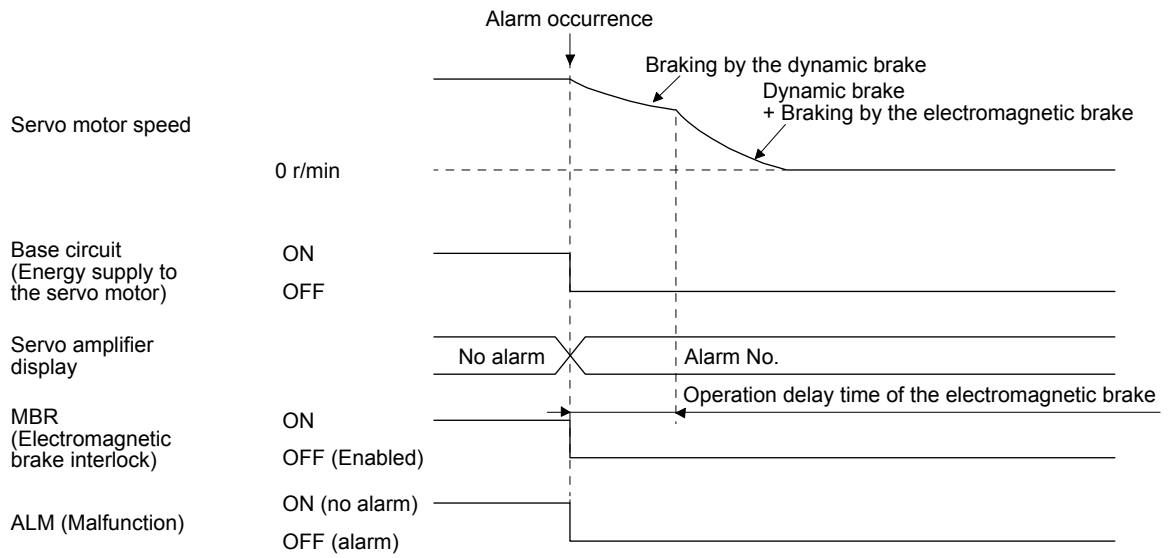 Alarm occurrence
Braking by the dynamic brake
Dynamic brake
+ Braking by the electromagnetic brake
Servo motor speed
0 r/min
Base circuit
(Energy supply to
the servo motor)
ON
OFF
Servo amplifier
display
No alarm
Alarm No.
Operation delay time of the electromagnetic brake
MBR
(Electromagnetic
brake interlock)
ON
OFF (Enabled)
ALM (Malfunction)
ON (no alarm)
OFF (alarm)